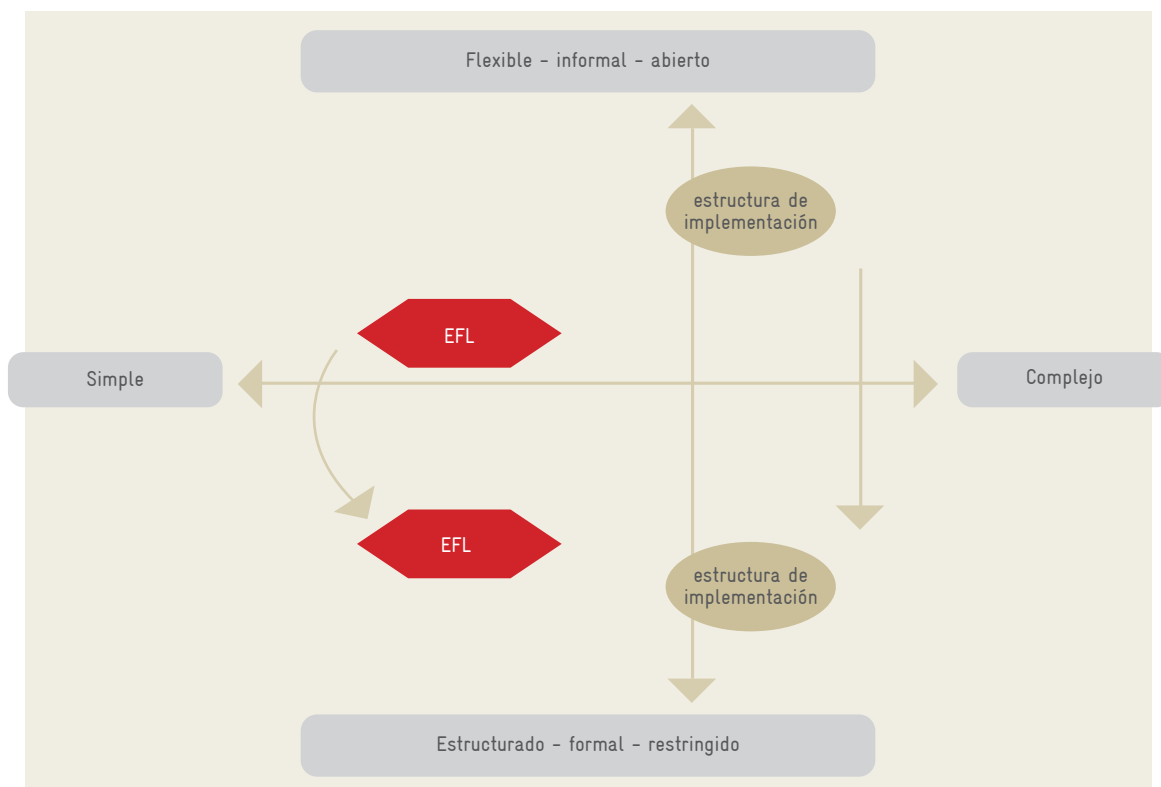 Flexible - informal - abierto
estructura de
implementación
EFL
Simple
Complejo
EFL
estructura de
implementación
Estructurado - formal - restringido